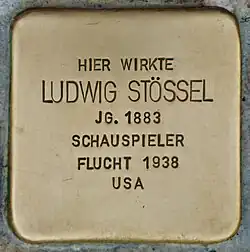 HIER WIRKTE
LUDWIG STÖSSEL
JG. 1883
SCHAUSPIELER
FLUCHT 1938
USA